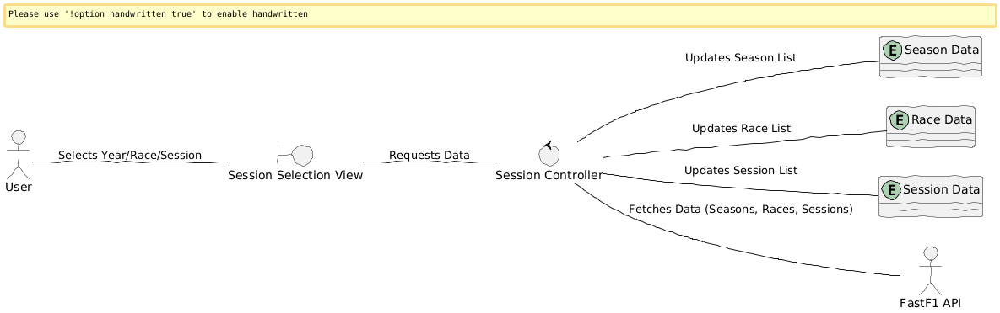 Please use '!option handwritten true' to enable handwritten
E Season Data
Updates Season List
E Race Data
Updates Race List
Selects Year/Race/Session
Requests Data
User
Session Selection View
Session Controller
Updates Session List
E Session Data
Fetches Data (Seasons, Races, Sessions)
FastF1 API